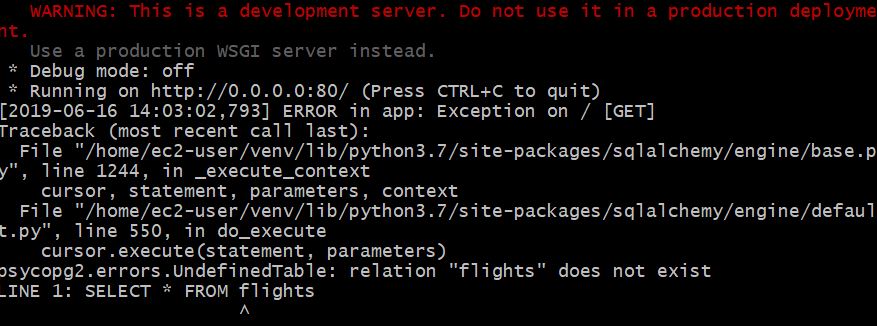 WARNING: This is a development server. Do not use it in a production deployme
nt.
Use a production WSGI server instead.
* Debug mode: off
* Running on http://0.0.0.0:80/ (Press CTRL+C to quit)
[2019-06-16 14:03:02,793] ERROR in app: Exception on / [GET]
Traceback (most recent call last):
File "/home/ec2-user/venv/lib/python3.7/site-packages/sqlalchemy/engine/base.p
y", line 1244, in _execute_context
cursor, statement, parameters, context
File "/home/ec2-user/venv/lib/python3.7/site-packages/sqlalchemy/engine/defaul
t.py", line 550, in do_execute
cursor.execute(statement, parameters)
psycopg2.errors.UndefinedTable: relation "flights" does not exist
LINE 1: SELECT * FROM flights
^